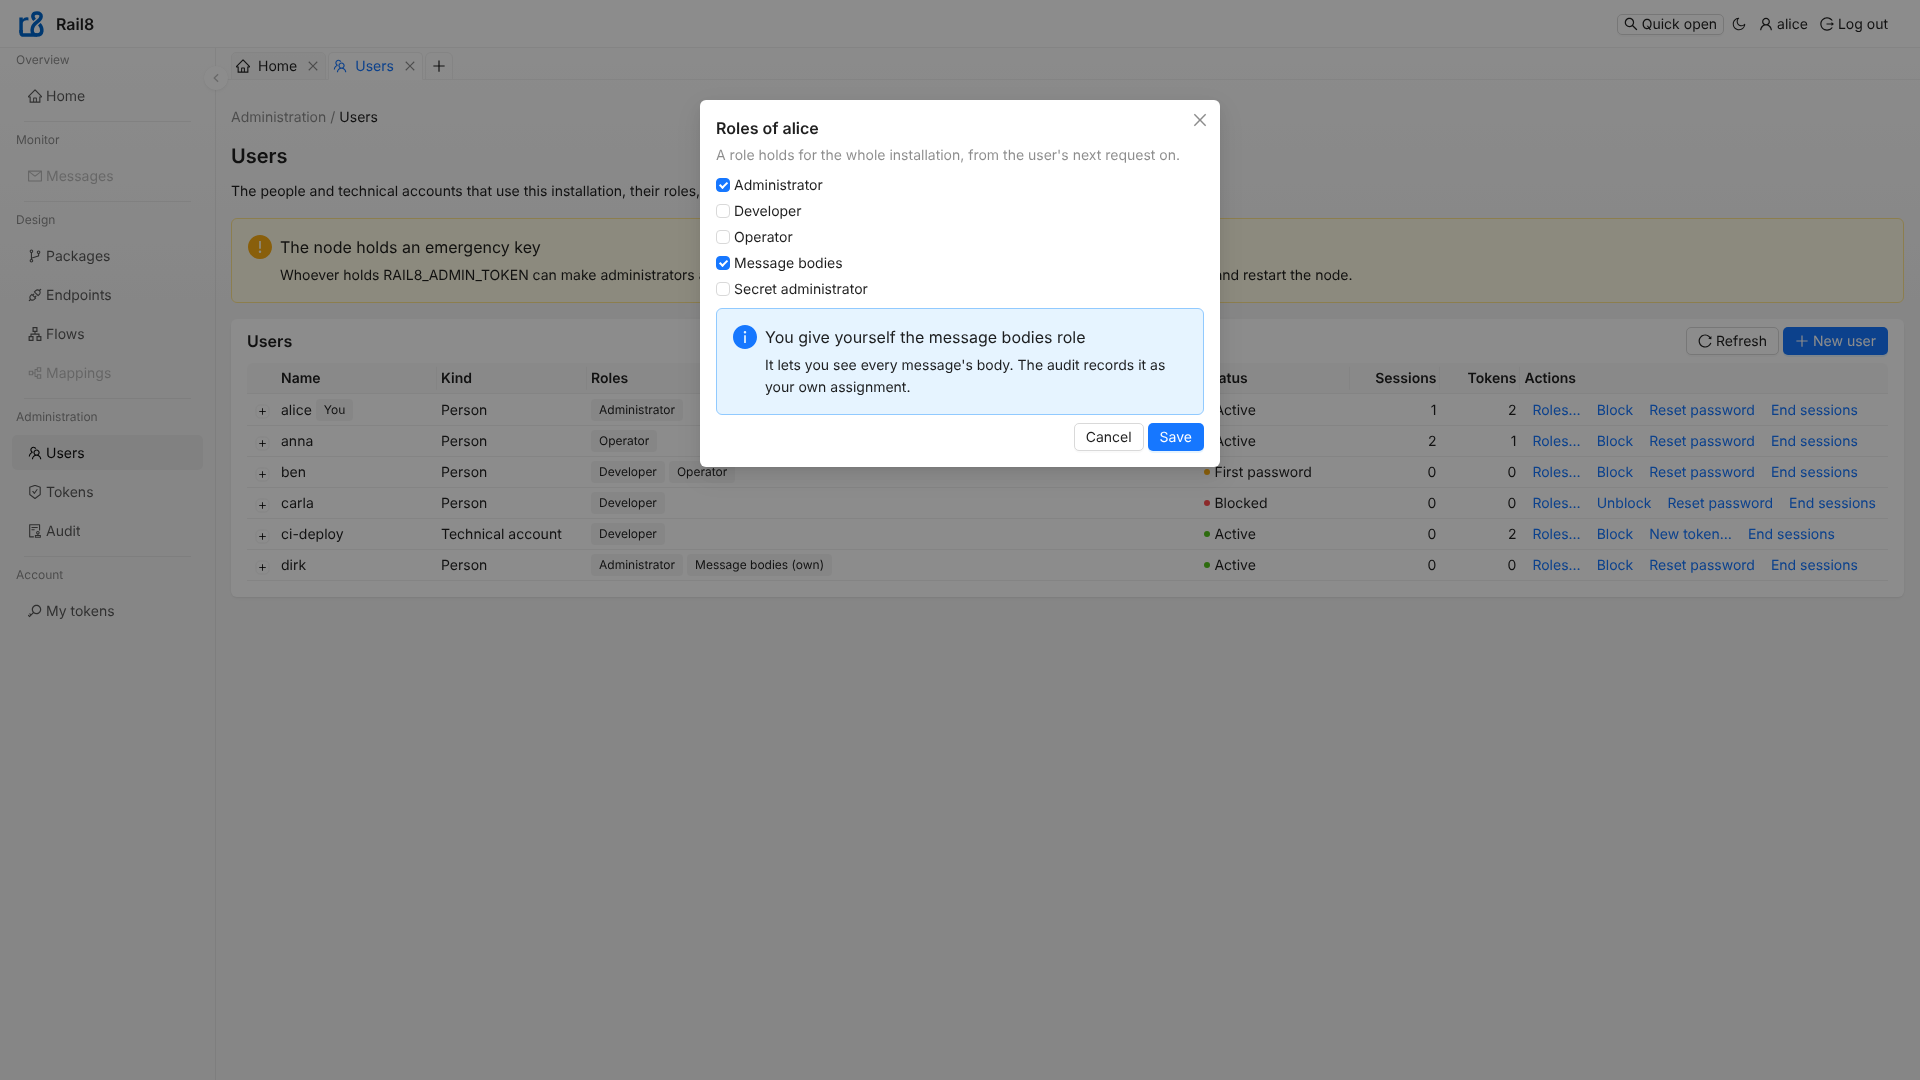 Rail8
Quick open
alice
Log out
Overview
Home
Monitor
Messages
Design
Packages
Endpoints
Flows
Mappings
Administration
Users
Tokens
Audit
Account
My tokens
Home
Users
Administration / Users
Users
The people and technical accounts that use this installation, their roles,
The node holds an emergency key
Whoever holds RAIL8_ADMIN_TOKEN can make administrators
and restart the node.
Users
Refresh
New user
Name Kind Roles Sessions Tokens Actions
alice You Person Administrator Active 1 2 Roles... Block Reset password End sessions
anna Person Operator Active 2 1 Roles... Block Reset password End sessions
ben Person Developer Operator First password 0 0 Roles... Block Reset password End sessions
carla Person Developer Blocked 0 0 Roles... Unblock Reset password End sessions
ci-deploy Technical account Developer Active 0 2 Roles... Block New token... End sessions
dirk Person Administrator Message bodies (own) Active 0 0 Roles... Block Reset password End sessions
Roles of alice
A role holds for the whole installation, from the user's next request on.
Administrator
Developer
Operator
Message bodies
Secret administrator
You give yourself the message bodies role
It lets you see every message's body. The audit records it as
your own assignment.
Cancel
Save